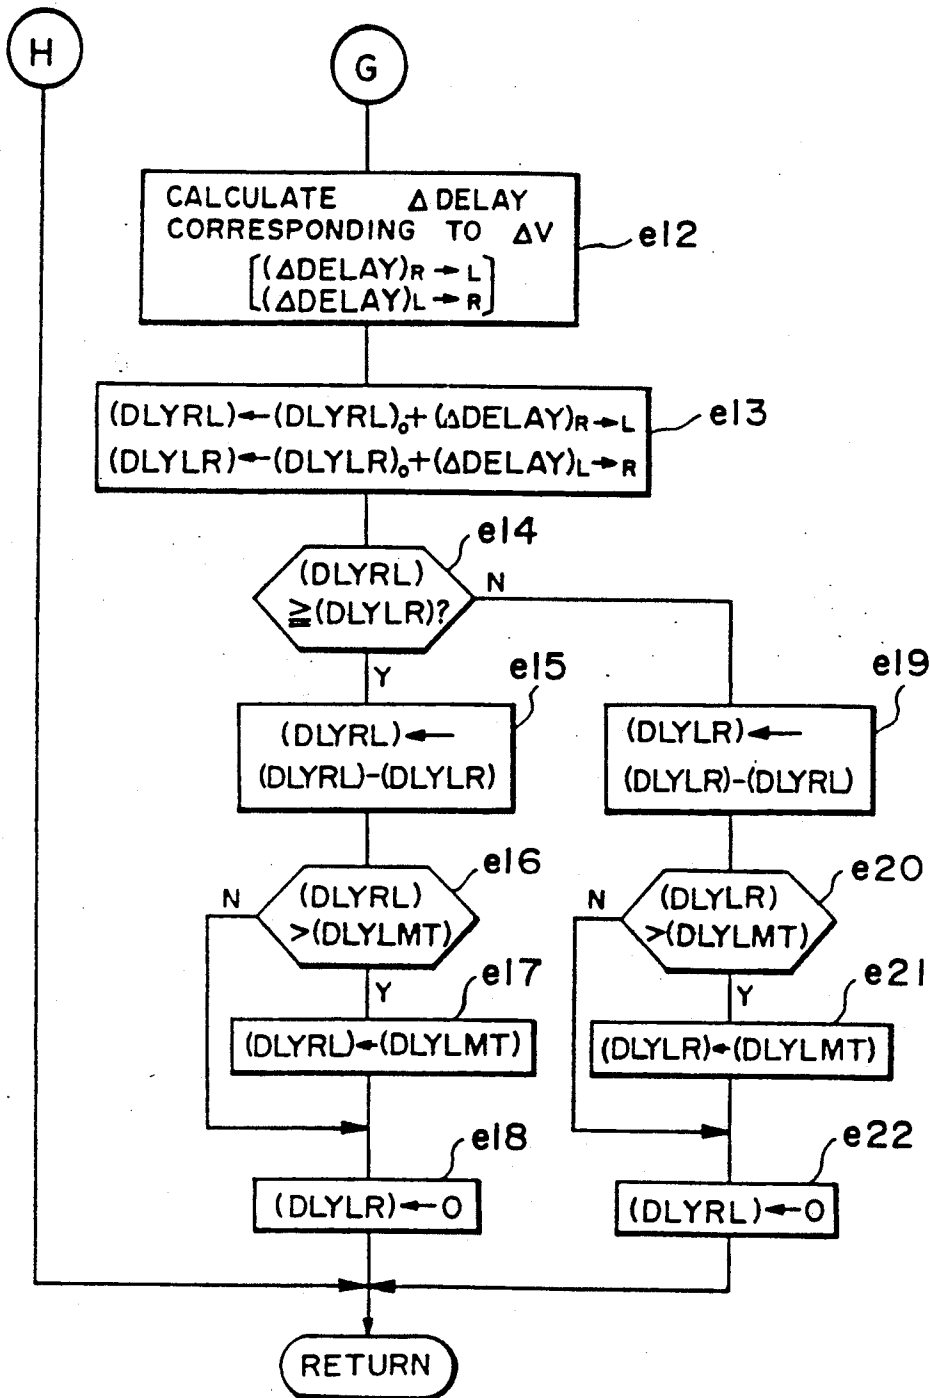 H
G
CALCULATE Δ DELAY
CORRESPONDING TO ΔV
[(ΔDELAY)R→L]
[(ΔDELAY)L→R]
e12
(DLYRL)←(DLYRL)₀+(ΔDELAY)R→L
(DLYLR)←(DLYLR)₀+(ΔDELAY)L→R
e13
e14
(DLYRL)
≧(DLYLR)?
N
Y
e15
(DLYRL)←
(DLYRL)-(DLYLR)
e19
(DLYLR)←
(DLYLR)-(DLYRL)
e16
N
(DLYRL)
>(DLYLMT)
Y
e20
N
(DLYLR)
>(DLYLMT)
Y
e17
(DLYRL)←(DLYLMT)
e21
(DLYLR)←(DLYLMT)
e18
(DLYLR)←0
e22
(DLYRL)←0
RETURN